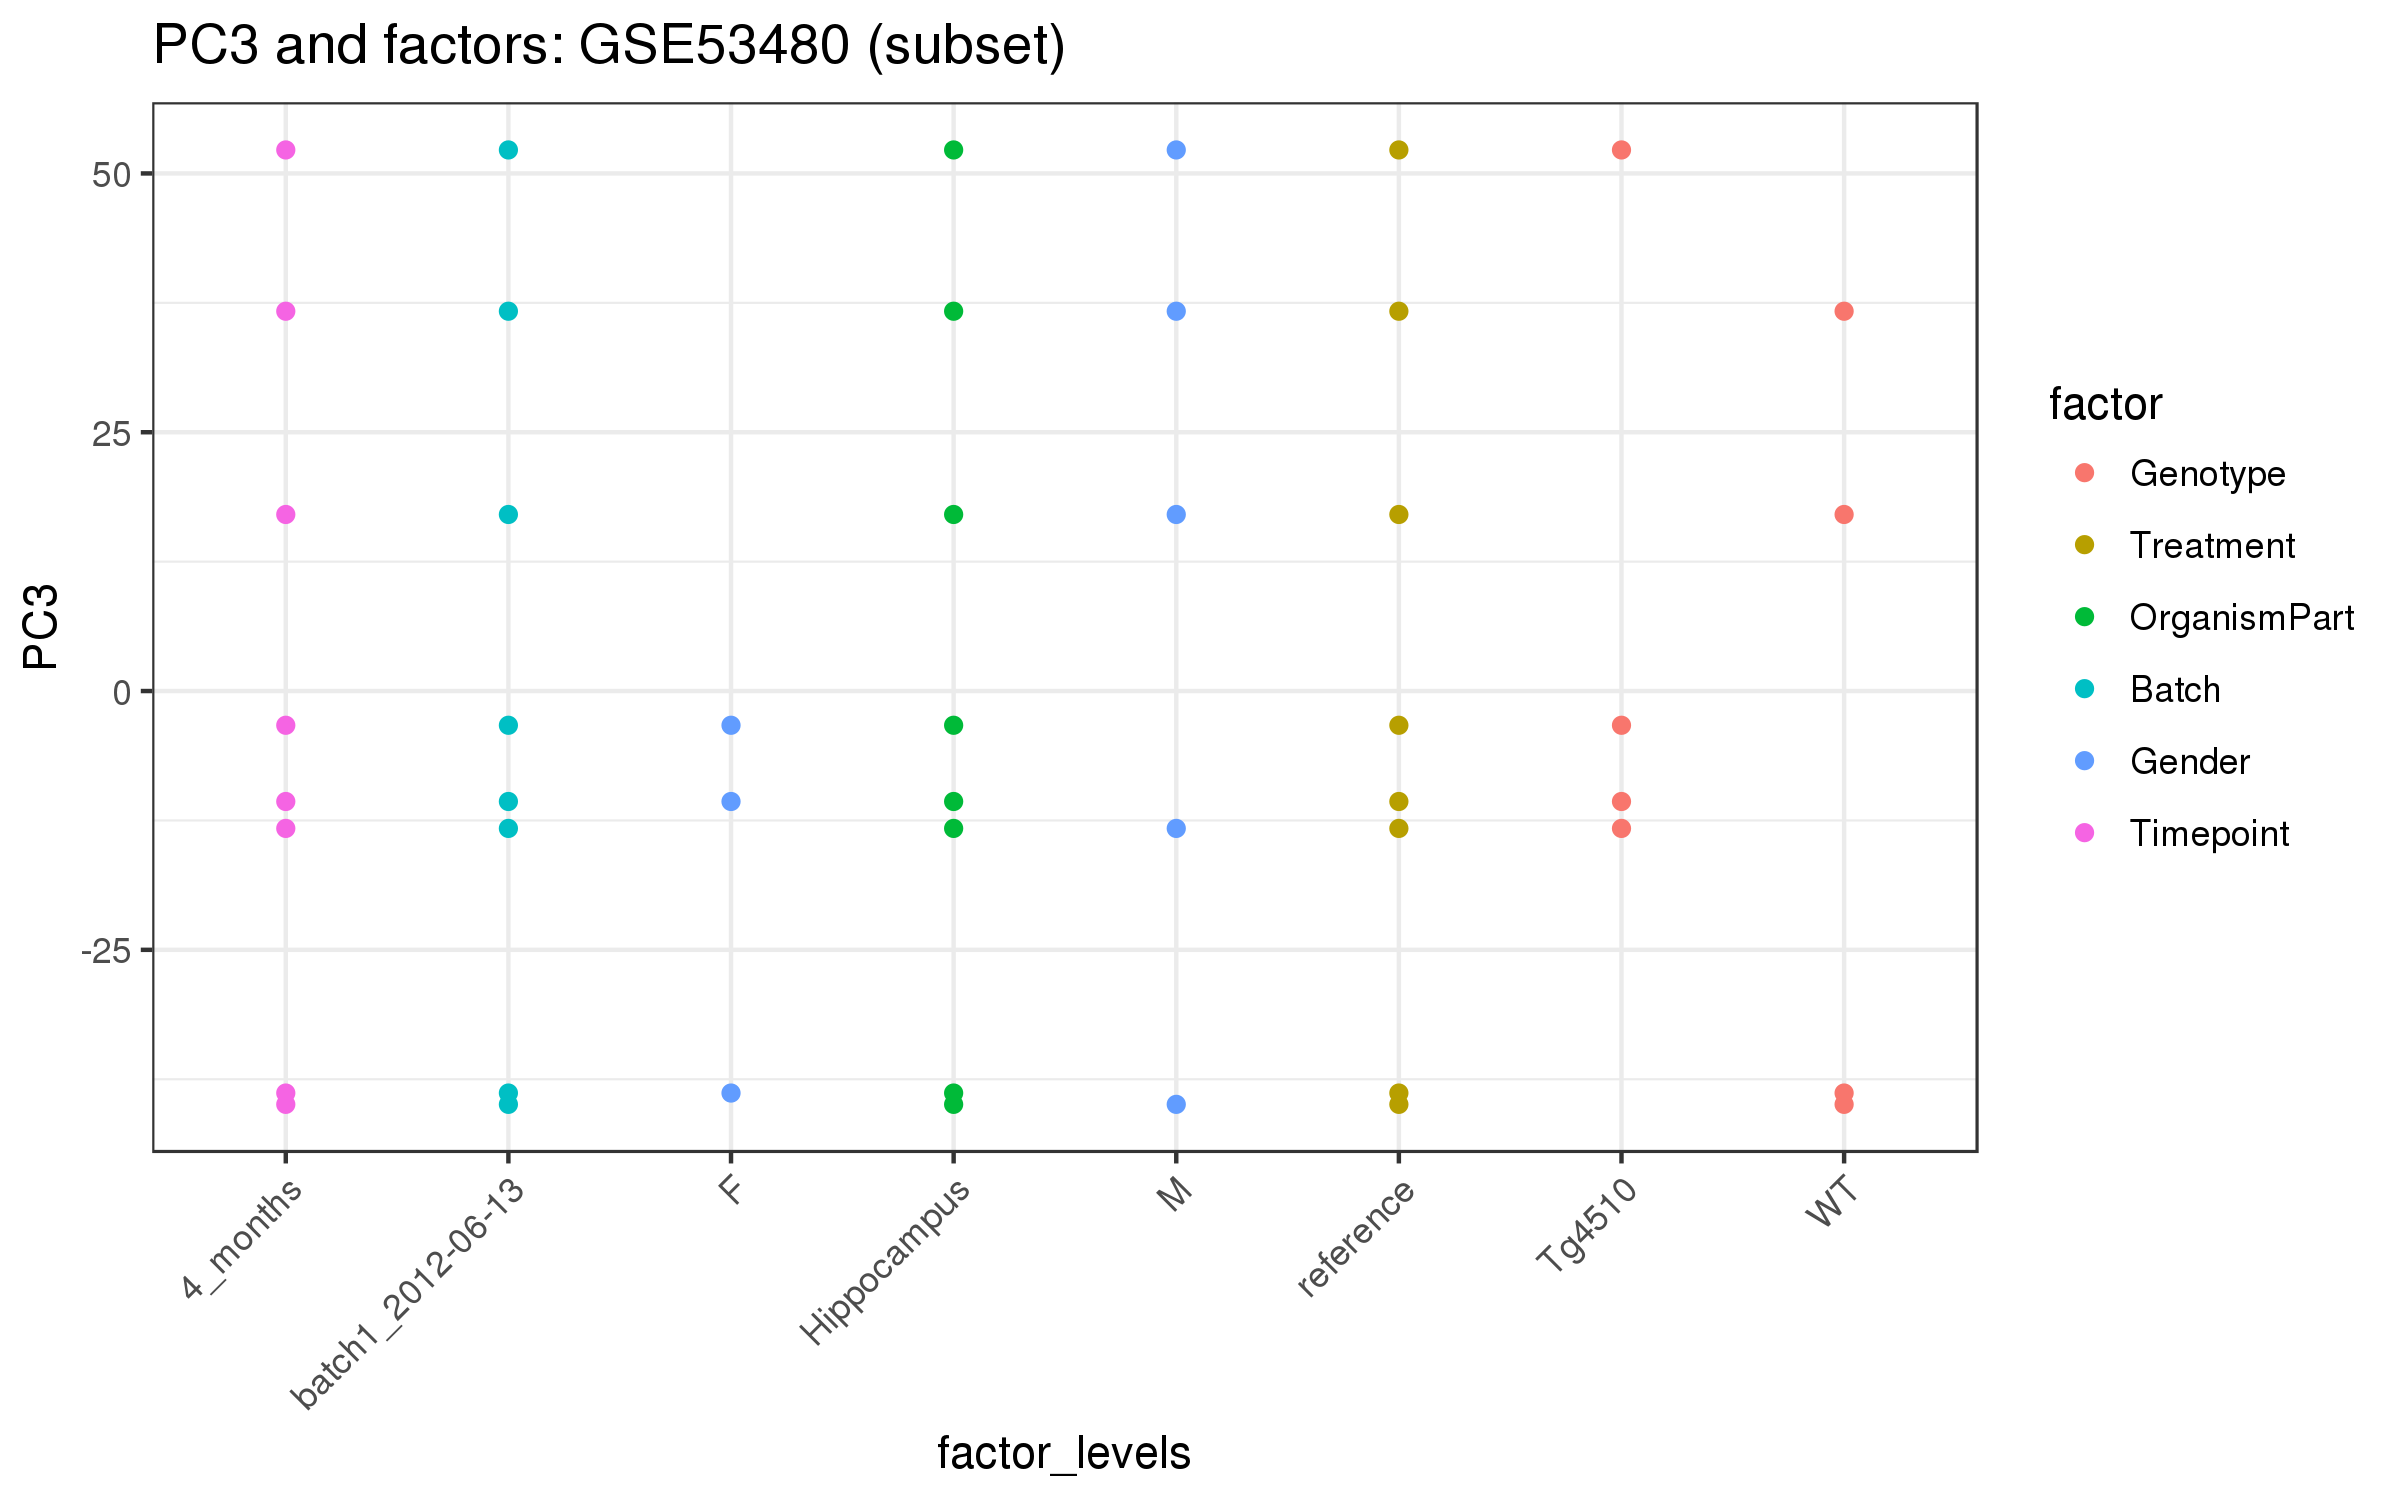 PC3 and factors: GSE53480 (subset)
50
25
0
-25
PC3
4_months
batch1_2012-06-13
F
Hippocampus
M
reference
Tg4510
WT
factor_levels
factor
Genotype
Treatment
OrganismPart
Batch
Gender
Timepoint